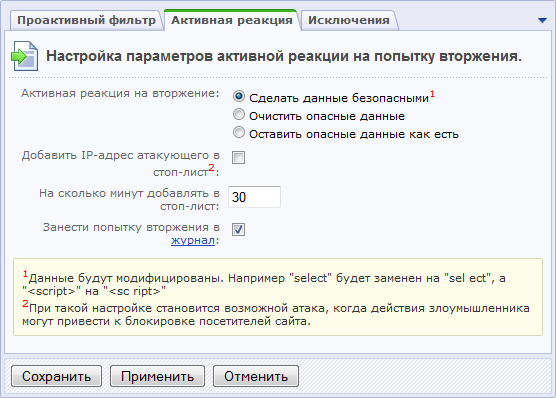 Проактивный фильтр Активная реакция Исключения
Настройка параметров активной реакции на попытку вторжения.
Активная реакция на вторжение: Сделать данные безопасными1
Очистить опасные данные
Оставить опасные данные как есть
Добавить IP-адрес атакующего в
стоп-лист2:
На сколько минут добавлять в
стоп-лист: 30
Занести попытку вторжения в
журнал:
1Данные будут модифицированы. Например "select" будет заменен на "sel ect", а
"<script>" на "<sc ript>"
2При такой настройке становится возможной атака, когда действия злоумышленника
могут привести к блокировке посетителей сайта.
Сохранить Применить Отменить